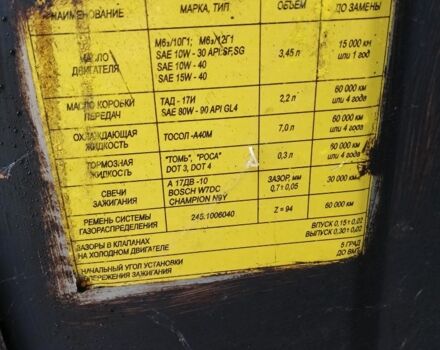 НАИМЕНОВАНИЕ МАРКА, ТИП ОБЪЕМ ДО ЗАМЕНЫ
МАСЛО ДВИГАТЕЛЯ
М6з/10Г1; М6з/12Г1
SAE 10W - 30 API:SF,SG
SAE 10W - 40
SAE 15W - 40
3,45 л
15 000 км
или 1 год
МАСЛО КОРОБКИ
ПЕРЕДАЧ
ТАД - 17И
SAE 80W - 90 API GL4
2,2 л
60 000 км
или 4 года
ОХЛАЖДАЮЩАЯ
ЖИДКОСТЬ
ТОСОЛ -А40М
7,0 л
60 000 км
или 4 года
ТОРМОЗНАЯ
ЖИДКОСТЬ
"ТОМЬ", "РОСА"
DOT 3, DOT 4
0,3 л
60 000 км
или 4 года
СВЕЧИ
ЗАЖИГАНИЯ
А 17ДВ -10
BOSCH W7DC
CHAMPION N9Y
ЗАЗОР, мм
0,7±0,05
30 000 км
РЕМЕНЬ СИСТЕМЫ
ГАЗОРАСПРЕДЕЛЕНИЯ
245.1006040
Z = 94
60 000 км
ЗАЗОРЫ В КЛАПАНАХ
НА ХОЛОДНОМ ДВИГАТЕЛЕ
ВПУСК 0,15±0,02
ВЫПУСК 0,30±0,02
НАЧАЛЬНЫЙ УГОЛ УСТАНОВКИ
ОПЕРЕЖЕНИЯ ЗАЖИГАНИЯ
5 ГРАД
ДО ВМТ